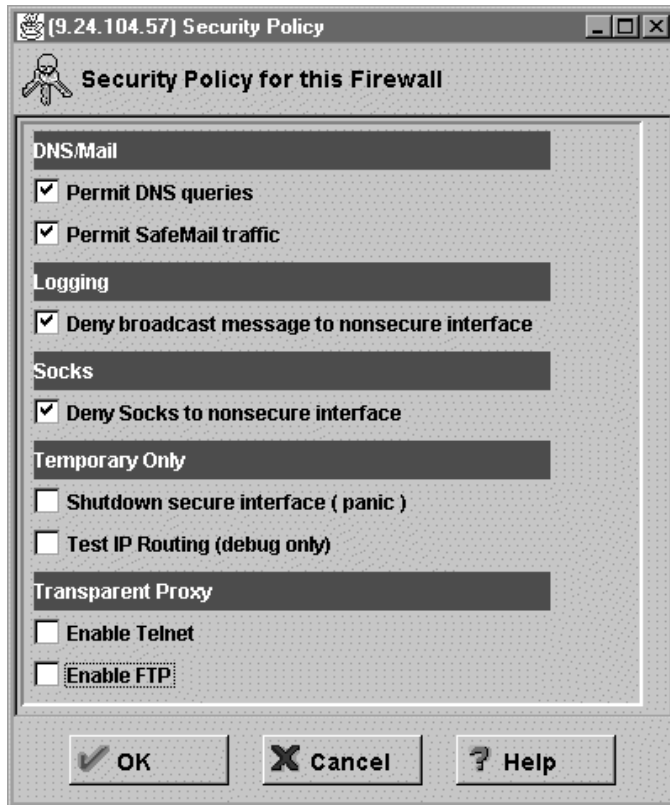 (9.24.104.57) Security Policy
Security Policy for this Firewall
DNS/Mail
Permit DNS queries
Permit SafeMail traffic
Logging
Deny broadcast message to nonsecure interface
Socks
Deny Socks to nonsecure interface
Temporary Only
Shutdown secure interface ( panic )
Test IP Routing (debug only)
Transparent Proxy
Enable Telnet
Enable FTP
OK
Cancel
? Help